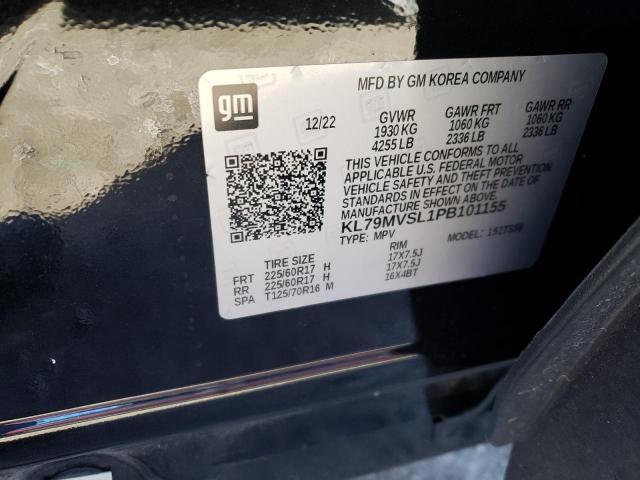 MFD BY GM KOREA COMPANY
gm
12/22 GVWR GAWR FRT GAWR RR
1930 KG 1060 KG 1060 KG
4255 LB 2336 LB 2336 LB
THIS VEHICLE CONFORMS TO ALL
APPLICABLE U.S. FEDERAL MOTOR
VEHICLE SAFETY AND THEFT PREVENTION
STANDARDS IN EFFECT ON THE DATE OF
MANUFACTURE SHOWN ABOVE.
KL79MVSL1PB101155
TYPE: MPV MODEL:
TIRE SIZE RIM
FRT 225/60R17 H 17X7.5J
RR 225/60R17 H 17X7.5J
SPA T125/70R16 M 16X4BT